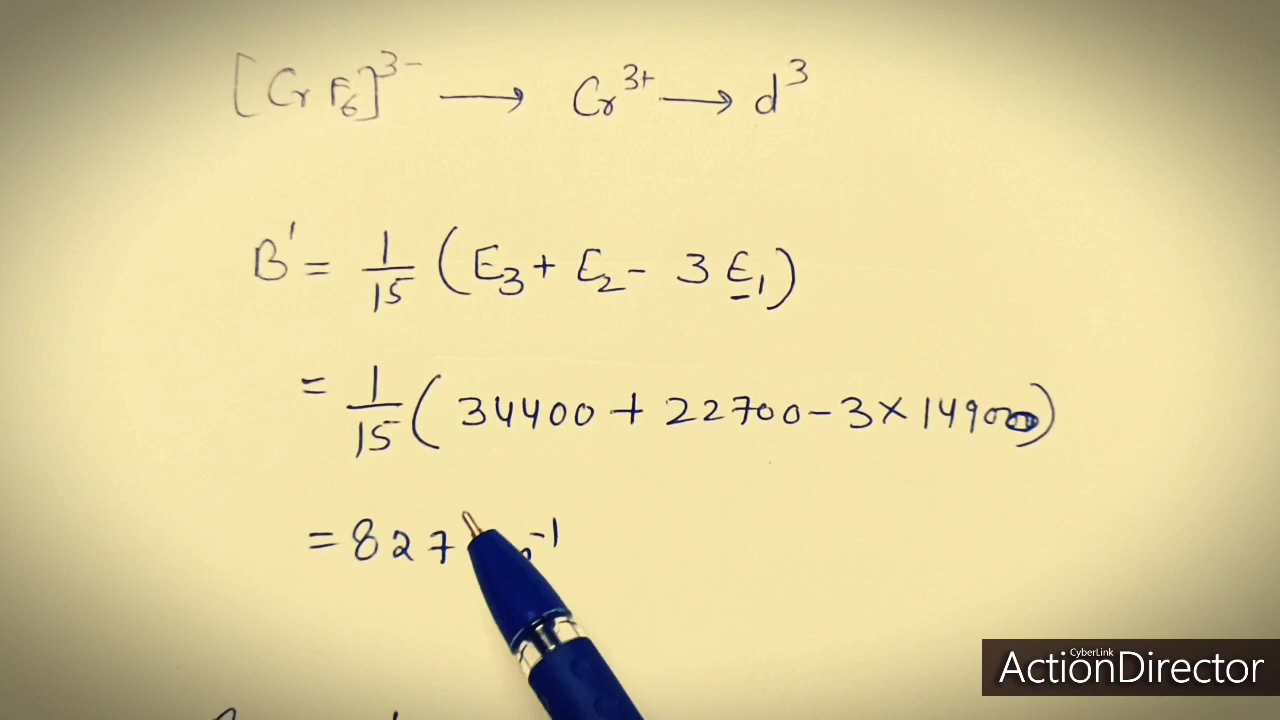 [CrF₆]³⁻ → Cr³⁺ → d³
B' = 1/15 (E₃ + E₂ - 3 E₁)
= 1/15 (34400 + 22700 - 3 × 14900)
= 827 ⁻¹
CyberLink
ActionDirector